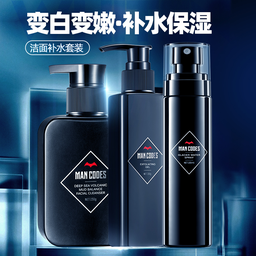 变白变嫩·补水保湿
洁面补水套装
MAN CODES
DEEP SEA VOLCANIC
MUD BALANCE
FACIAL CLEANSER
MAN CODES
MAN CODES